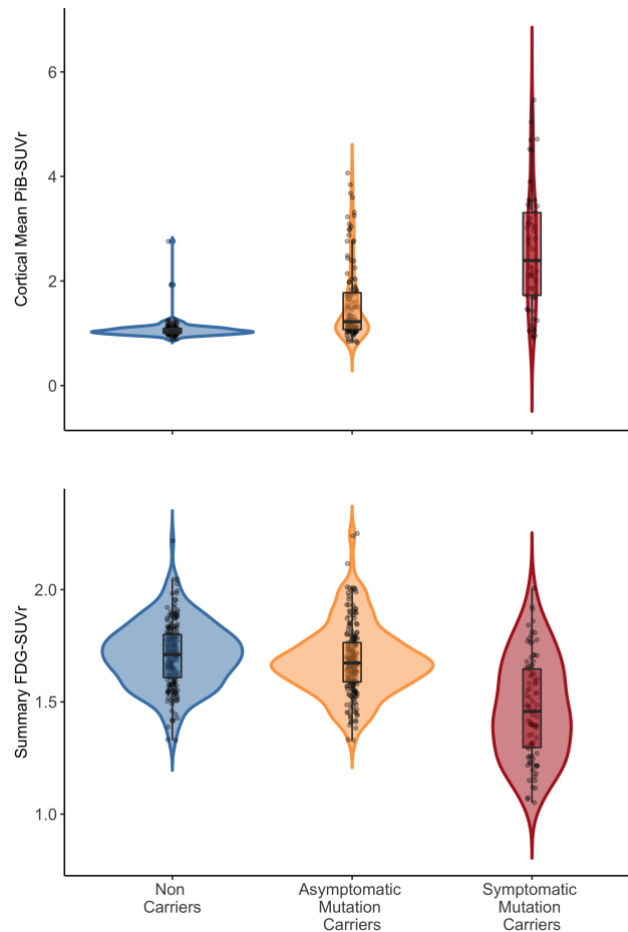 Cortical Mean PiB-SUVr
6
4
2
0
Summary FDG-SUVr
2.0
1.5
1.0
Non
Carriers
Asymptomatic
Mutation
Carriers
Symptomatic
Mutation
Carriers